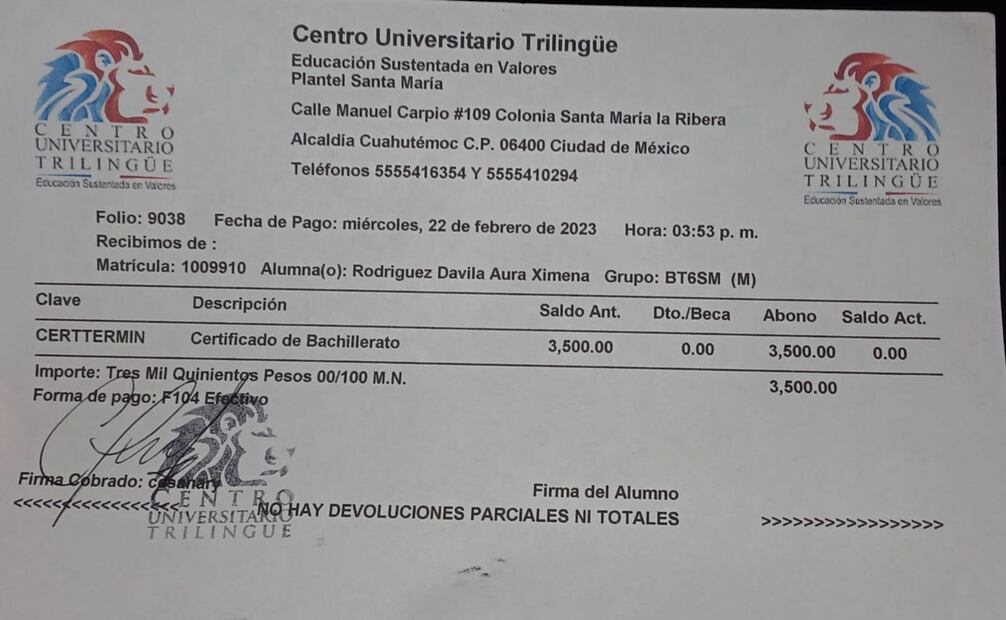 Centro Universitario Trilingüe
Educación Sustentada en Valores
Plantel Santa María
Calle Manuel Carpio #109 Colonia Santa María la Ribera
Alcaldía Cuahutémoc C.P. 06400 Ciudad de México
Teléfonos 5555416354 Y 5555410294
CENTRO
UNIVERSITARIO
TRILINGÜE
Educación Sustentada en Valores
CENTRO
UNIVERSITARIO
TRILINGÜE
Educación Sustentada en Valores
Folio: 9038 Fecha de Pago: miércoles, 22 de febrero de 2023 Hora: 03:53 p. m.
Recibimos de :
Matrícula: 1009910 Alumna(o): Rodriguez Davila Aura Ximena Grupo: BT6SM (M)
Clave Descripción Saldo Ant. Dto./Beca Abono Saldo Act.
CERTTERMIN Certificado de Bachillerato 3,500.00 0.00 3,500.00 0.00
Importe: Tres Mil Quinientos Pesos 00/100 M.N. 3,500.00
Forma de pago: F104 Efectivo
Firma Cobrado: casanary Firma del Alumno
<<<<<<<<<<<<<<<<< NO HAY DEVOLUCIONES PARCIALES NI TOTALES >>>>>>>>>>>>>>>>>
CENTRO
UNIVERSITARIO
TRILINGÜE